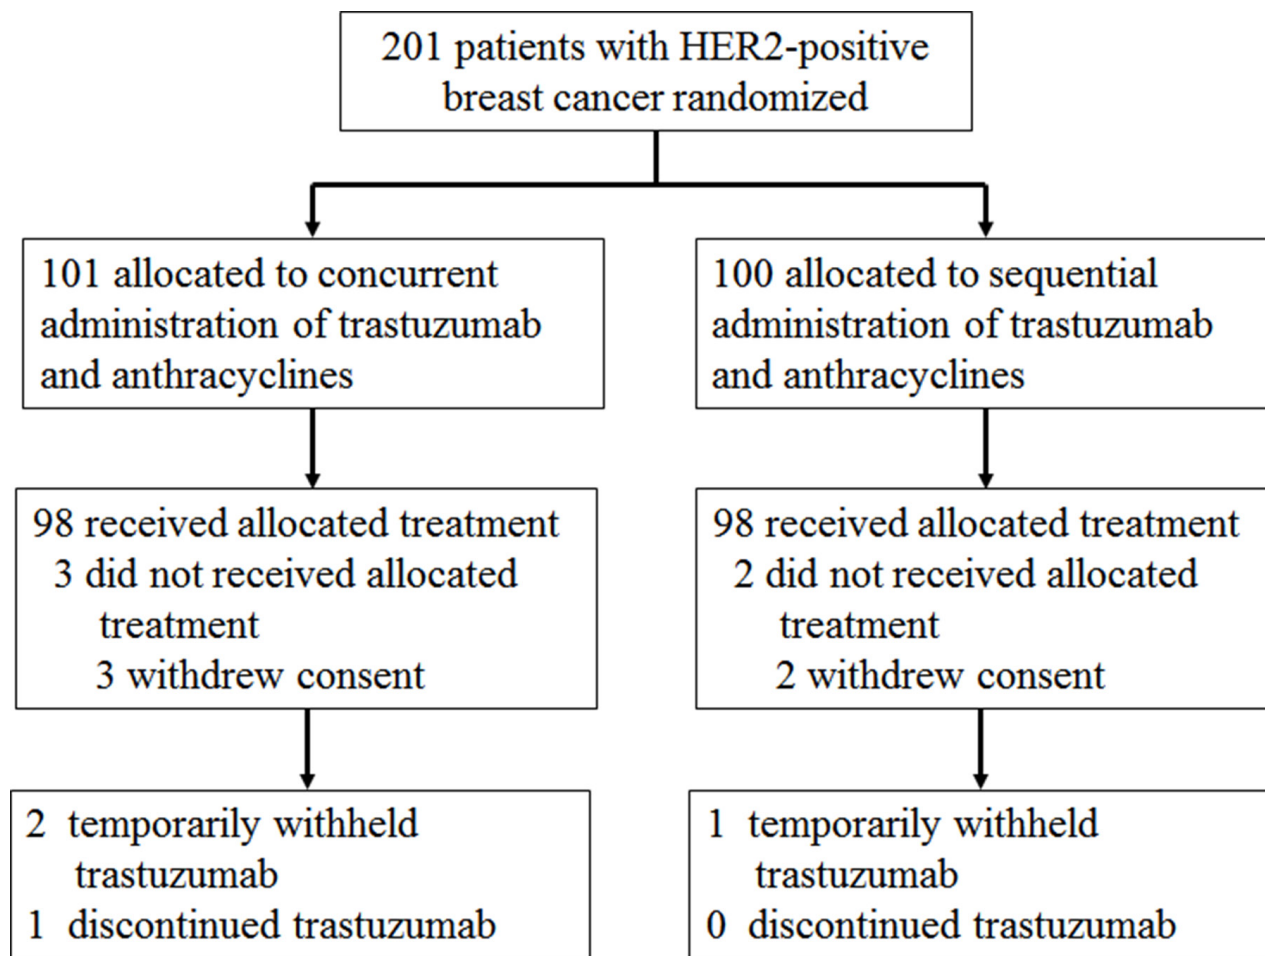 201 patients with HER2-positive
breast cancer randomized
101 allocated to concurrent
administration of trastuzumab
and anthracyclines
100 allocated to sequential
administration of trastuzumab
and anthracyclines
98 received allocated treatment
3 did not received allocated
treatment
3 withdrew consent
98 received allocated treatment
2 did not received allocated
treatment
2 withdrew consent
2 temporarily withheld
trastuzumab
1 discontinued trastuzumab
1 temporarily withheld
trastuzumab
0 discontinued trastuzumab